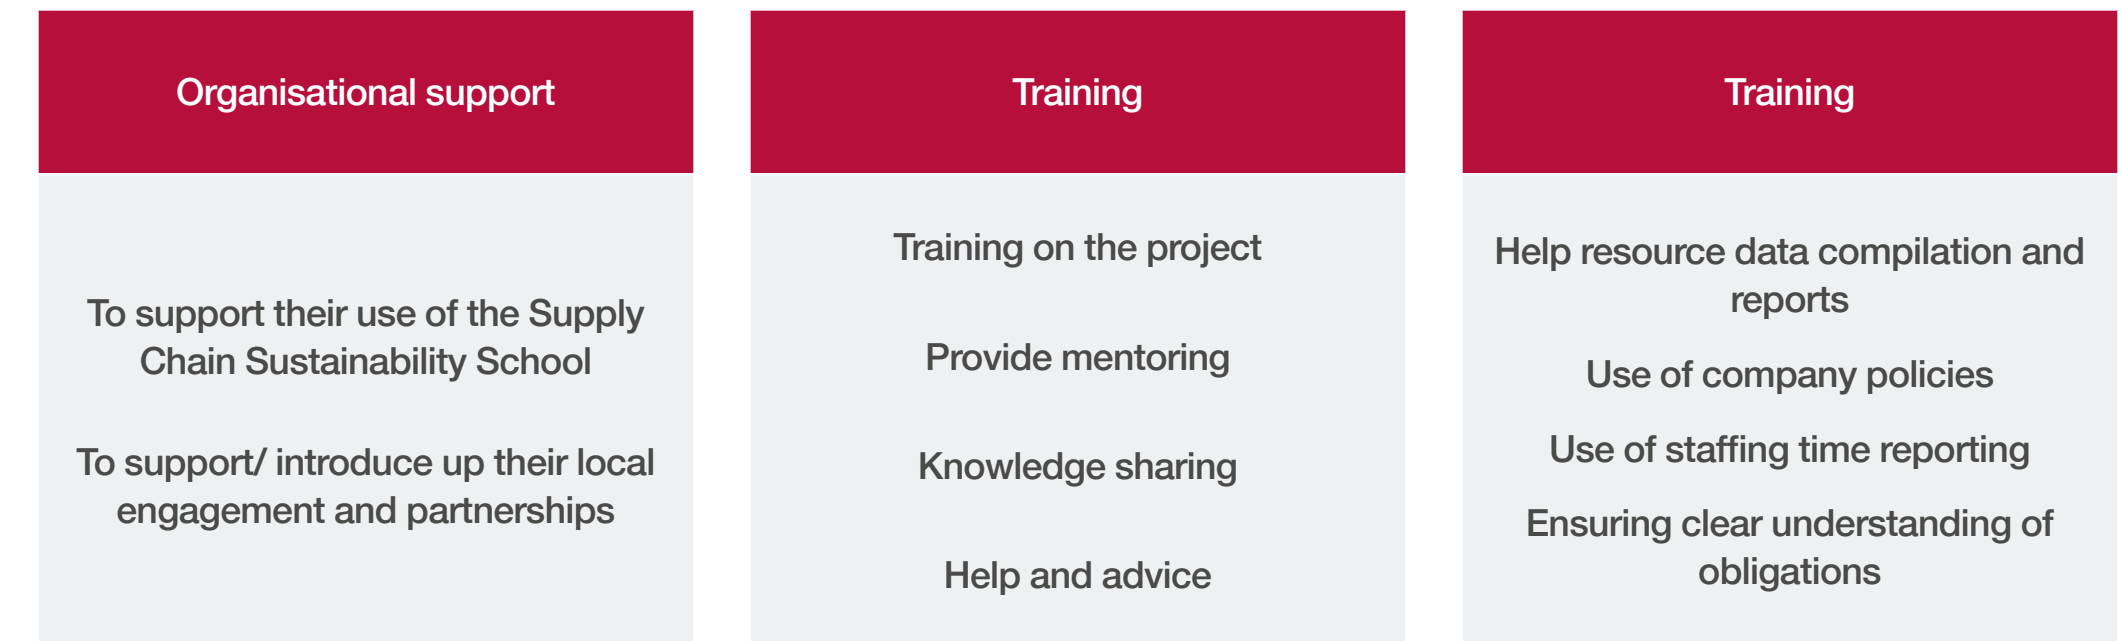 Organisational support
To support their use of the Supply
Chain Sustainability School
To support/ introduce up their local
engagement and partnerships
Training
Training on the project
Provide mentoring
Knowledge sharing
Help and advice
Training
Help resource data compilation and
reports
Use of company policies
Use of staffing time reporting
Ensuring clear understanding of
obligations